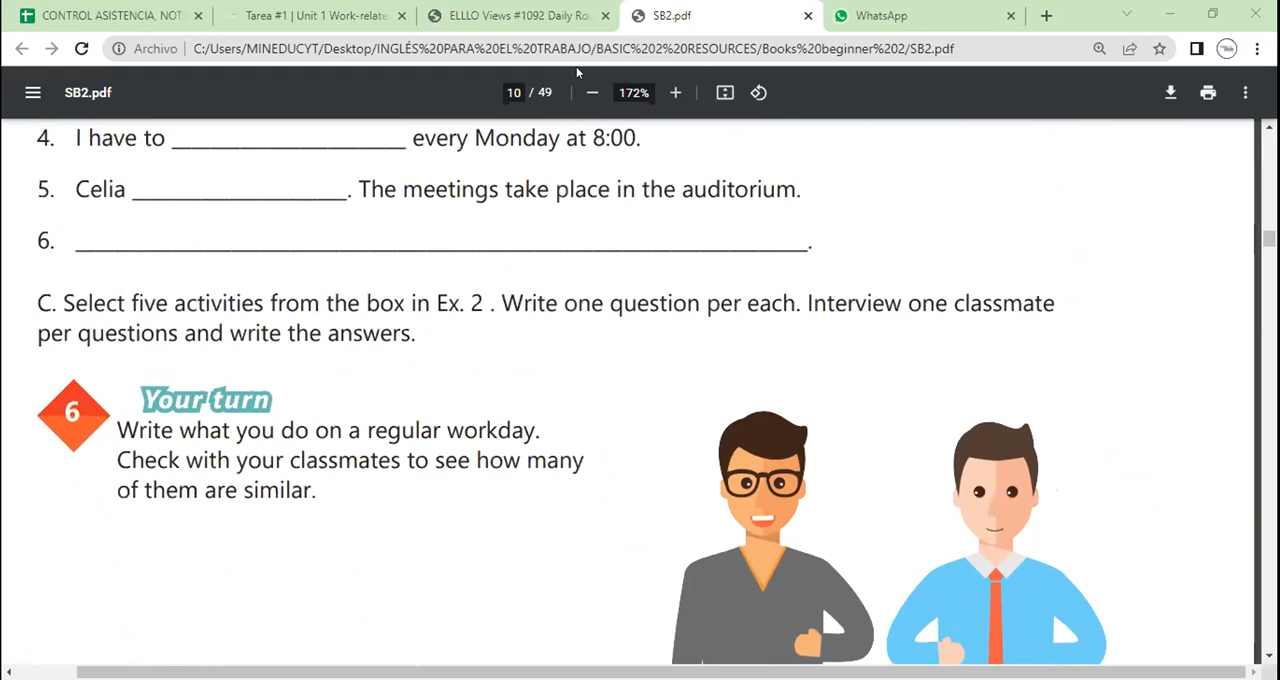 CONTROL ASISTENCIA, NOT
Tarea #1 | Unit 1 Work-relate
ELLLO Views #1092 Daily Ro
SB2.pdf
WhatsApp
Archivo
C:/Users/MINEDUCYT/Desktop/INGLÉS%20PARA%20EL%20TRABAJO/BASIC%202%20RESOURCES/Books%20beginner%202/SB2.pdf
SB2.pdf
10 / 49
172%
4. I have to ____________________ every Monday at 8:00.
5. Celia __________________. The meetings take place in the auditorium.
6. ______________________________________________________________.
C. Select five activities from the box in Ex. 2 . Write one question per each. Interview one classmate
per questions and write the answers.
6
Your turn
Write what you do on a regular workday.
Check with your classmates to see how many
of them are similar.